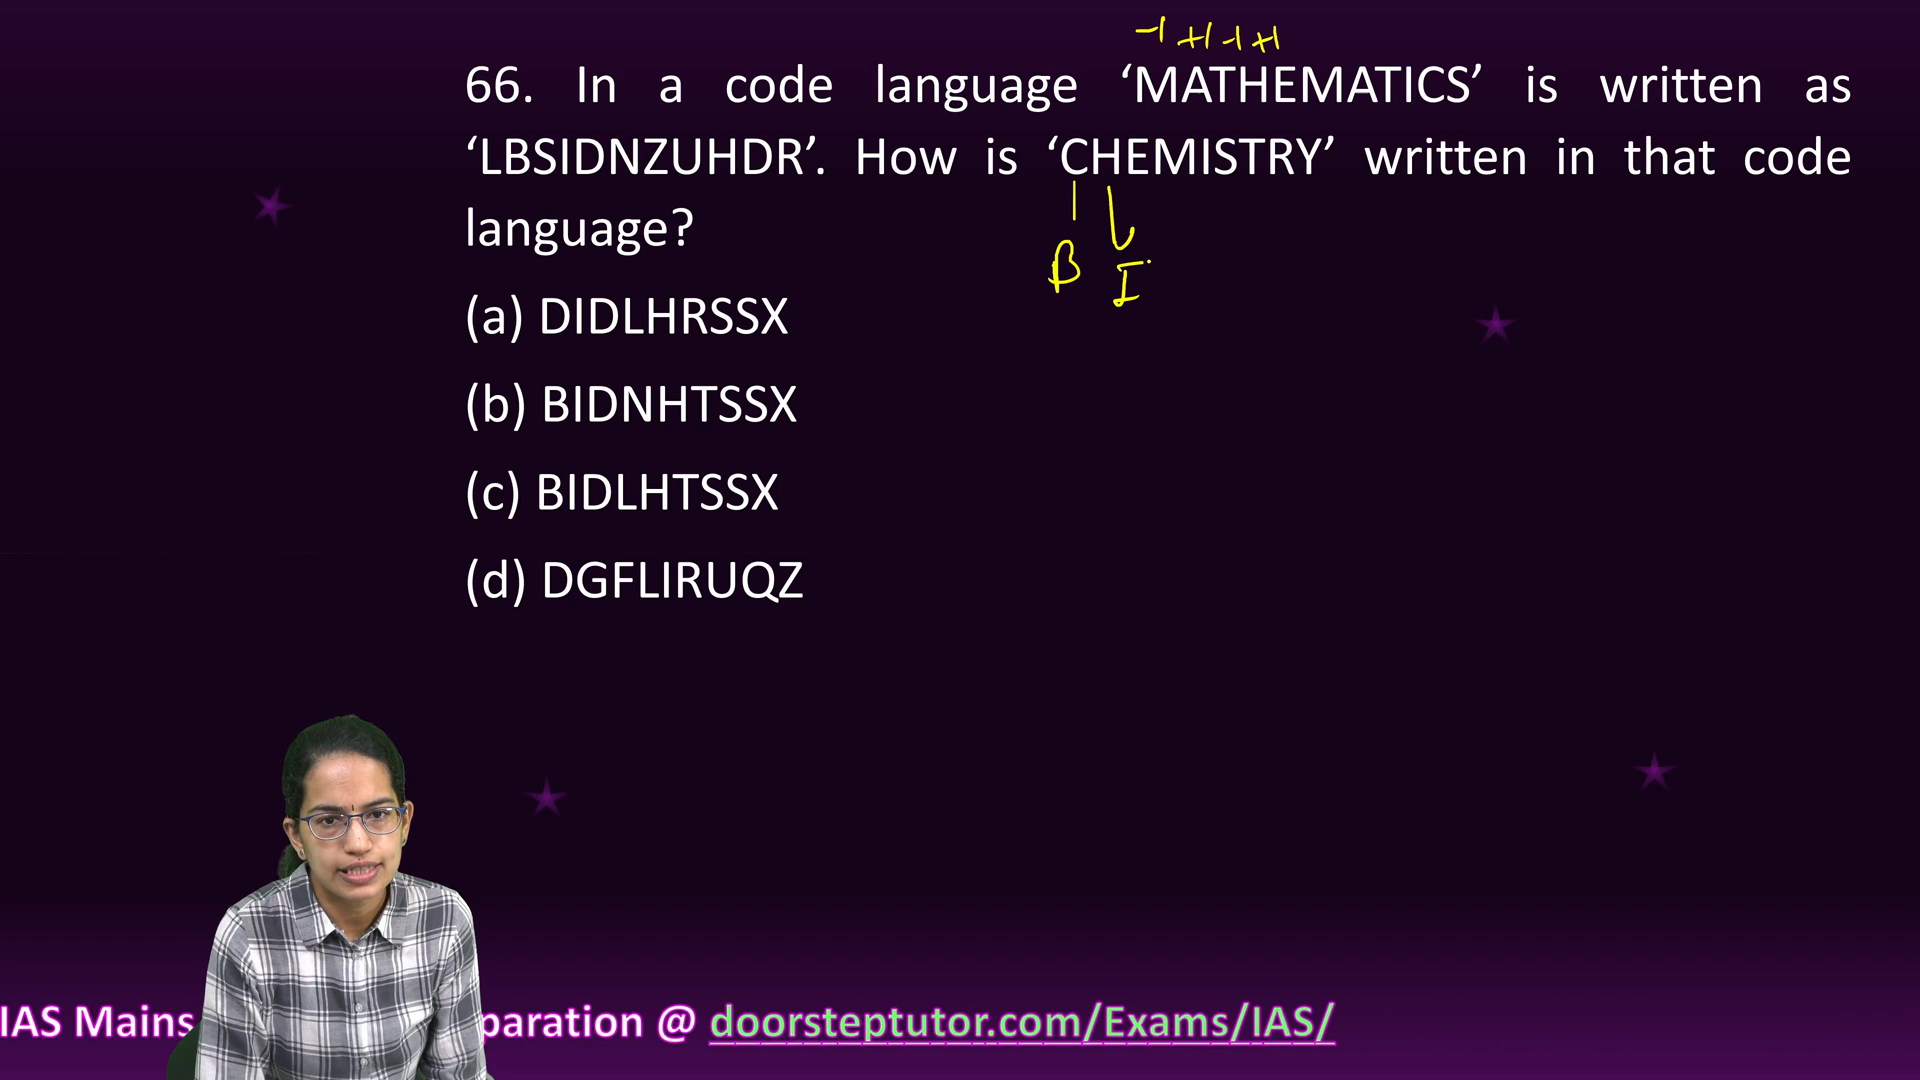 -1 +1 -1 +1
66. In a code language ‘MATHEMATICS’ is written as
‘LBSIDNZUHDR’. How is ‘CHEMISTRY’ written in that code
language?
B I
(a) DIDLHRSSX
(b) BIDNHTSSX
(c) BIDLHTSSX
(d) DGFLIRUQZ
IAS Mains paration @ doorsteptutor.com/Exams/IAS/